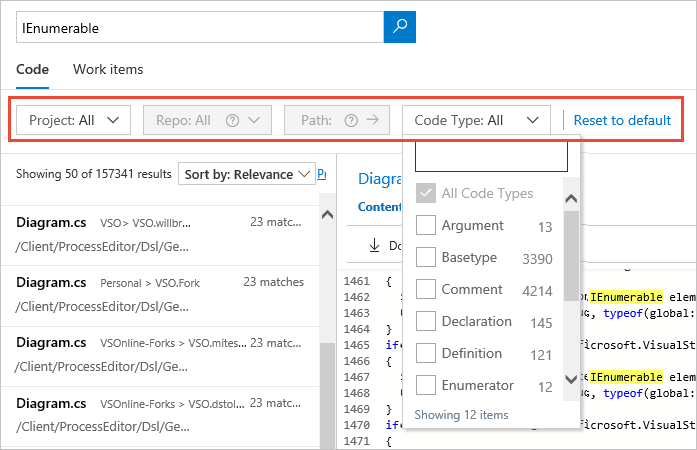 IEnumerable
Code Work items
Project: All Repo: All Path: Code Type: All Reset to default
Showing 50 of 157341 results Sort by: Relevance
Diagram.cs VSO > VSO.willbr... 23 matc...
/Client/ProcessEditor/Dsl/Ge...
Diagram.cs Personal > VSO.Fork 23 matches
/Client/ProcessEditor/Dsl/Ge...
Diagram.cs VSOnline-Forks > VSO.mites... 23 matc...
/Client/ProcessEditor/Dsl/Ge...
Diagram.cs VSOnline-Forks > VSO.dstol... 23 matc...
/Client/ProcessEditor/Dsl/Ge...
Diagra
Conten
Do
All Code Types
Argument 13
Basetype 3390
Comment 4214
Declaration 145
Definition 121
Enumerator 12
Showing 12 items
1461 {
1462 IEnumerable elem
1463 , typeof(global:
1464 }
1465 if icrosoft.VisualSt
1466 {
1467 IEnumerable elem
1468 , typeof(global:
1469 }
1470 if icrosoft.VisualSt
1471 {